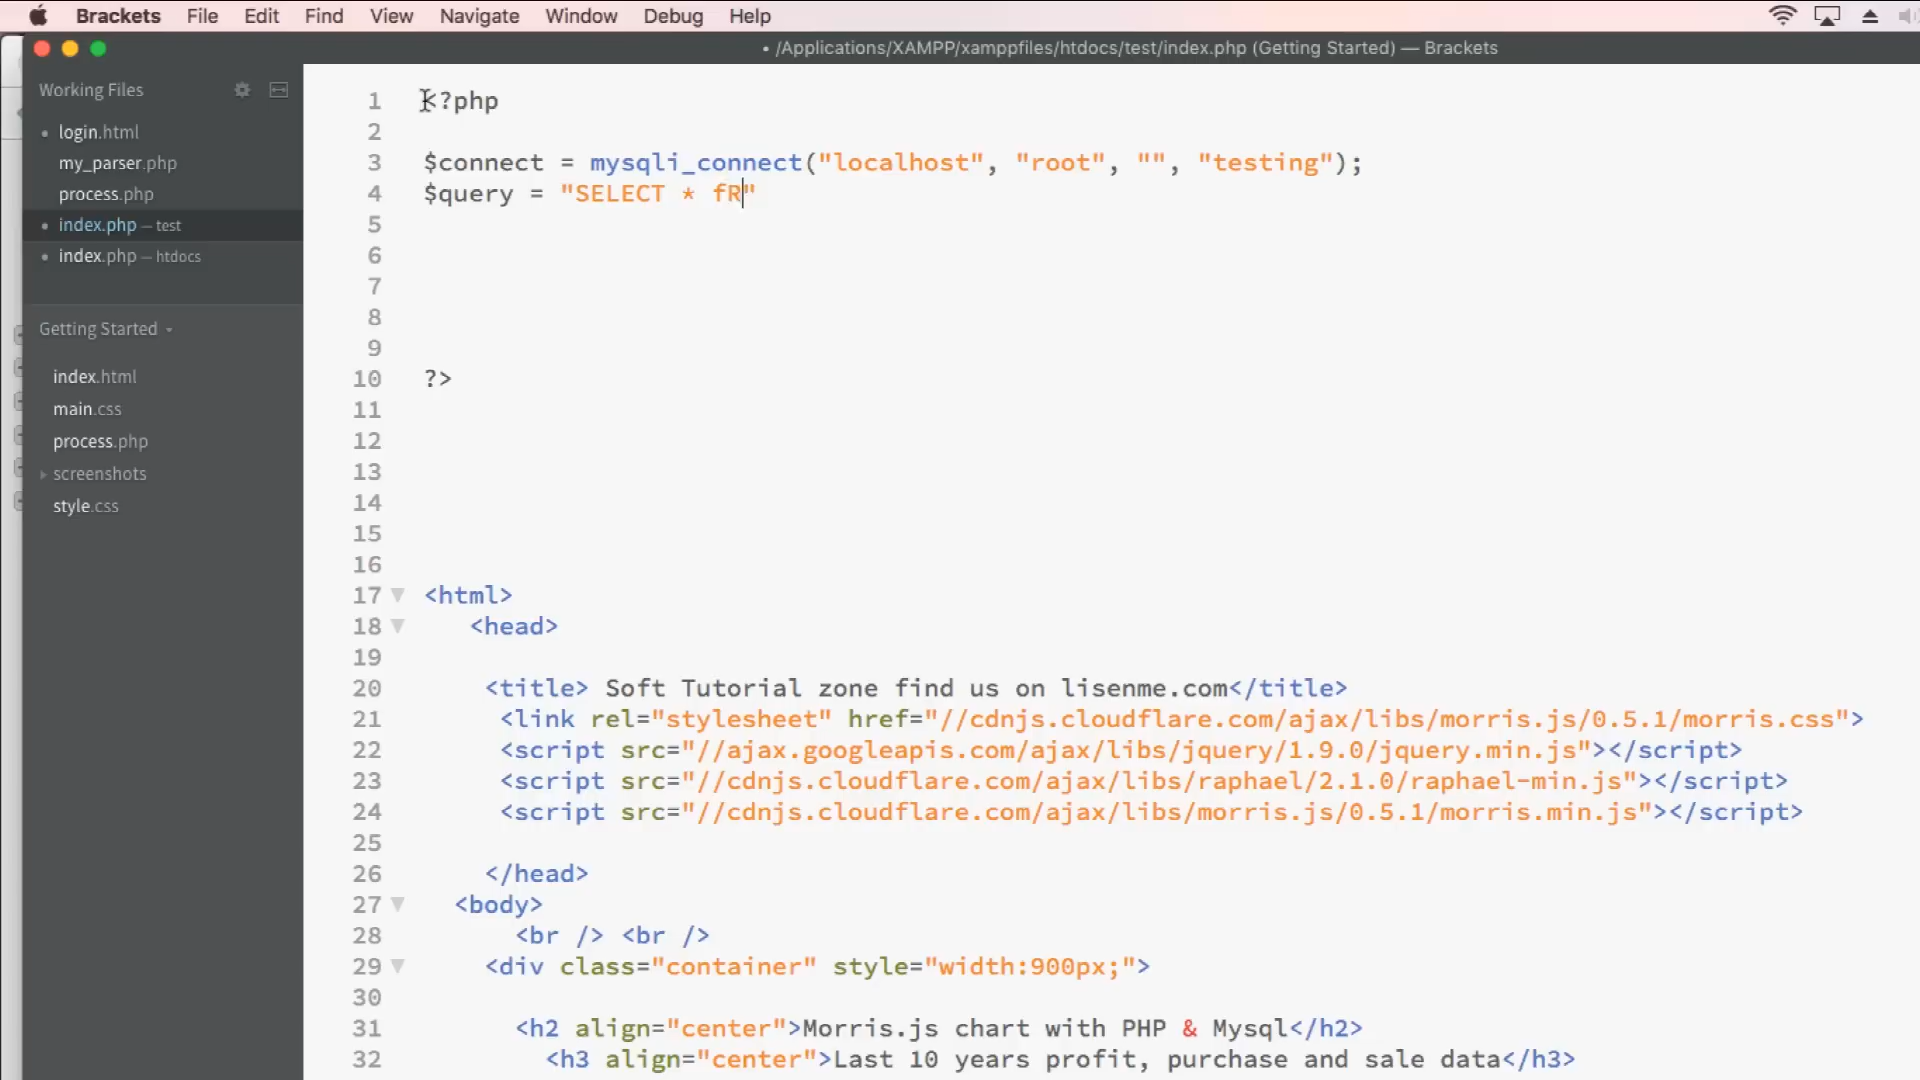 Brackets File Edit Find View Navigate Window Debug Help
• /Applications/XAMPP/xamppfiles/htdocs/test/index.php (Getting Started) — Brackets
Working Files
login.html
my_parser.php
process.php
index.php — test
index.php — htdocs
Getting Started
index.html
main.css
process.php
screenshots
style.css
1 <?php
2
3 $connect = mysqli_connect("localhost", "root", "", "testing");
4 $query = "SELECT * fR"
5
6
7
8
9
10 ?>
11
12
13
14
15
16
17 <html>
18 <head>
19
20 <title> Soft Tutorial zone find us on lisenme.com</title>
21 <link rel="stylesheet" href="//cdnjs.cloudflare.com/ajax/libs/morris.js/0.5.1/morris.css">
22 <script src="//ajax.googleapis.com/ajax/libs/jquery/1.9.0/jquery.min.js"></script>
23 <script src="//cdnjs.cloudflare.com/ajax/libs/raphael/2.1.0/raphael-min.js"></script>
24 <script src="//cdnjs.cloudflare.com/ajax/libs/morris.js/0.5.1/morris.min.js"></script>
25
26 </head>
27 <body>
28 <br /> <br />
29 <div class="container" style="width:900px;">
30
31 <h2 align="center">Morris.js chart with PHP & Mysql</h2>
32 <h3 align="center">Last 10 years profit, purchase and sale data</h3>